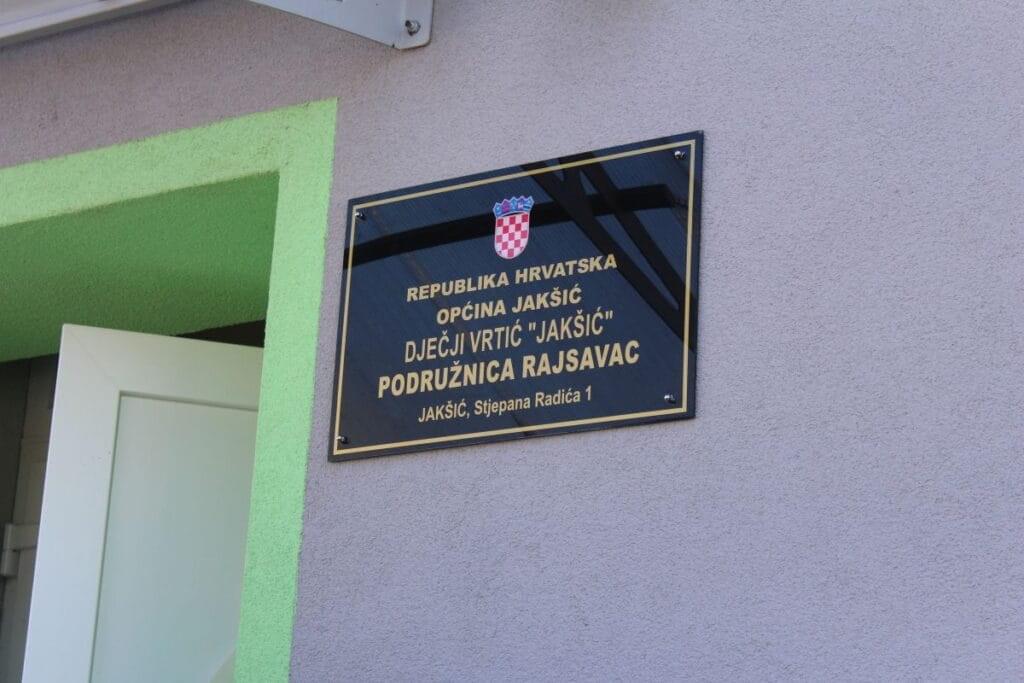 REPUBLIKA HRVATSKA
OPĆINA JAKŠIĆ
DJEČJI VRTIĆ "JAKŠIĆ"
PODRUŽNICA RAJSAVAC
JAKŠIĆ, Stjepana Radića 1